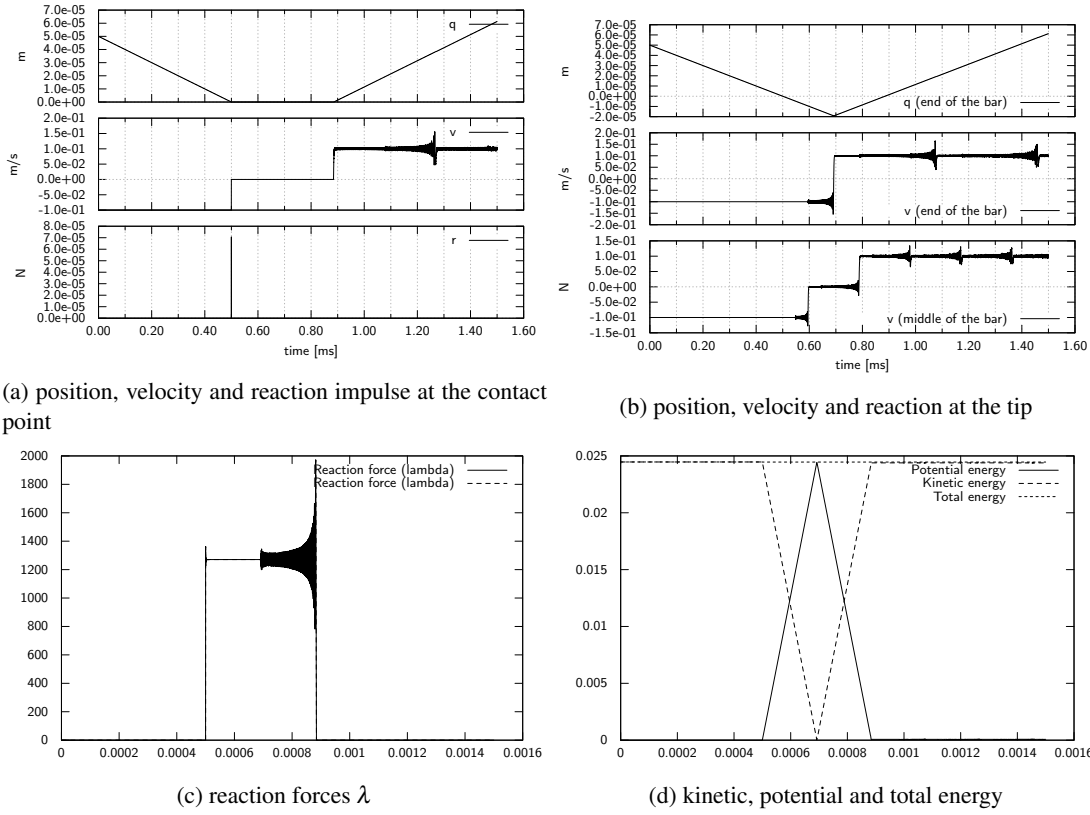 7.0e-05
6.0e-05
5.0e-05
4.0e-05
3.0e-05
2.0e-05
1.0e-05
0.0e+00
m
q
2.0e-01
1.5e-01
1.0e-01
5.0e-02
0.0e+00
-5.0e-02
-1.0e-01
m/s
v
8.0e-05
7.0e-05
6.0e-05
5.0e-05
4.0e-05
3.0e-05
2.0e-05
1.0e-05
0.0e+00
N
r
0.00 0.20 0.40 0.60 0.80 1.00 1.20 1.40 1.60
time [ms]
(a) position, velocity and reaction impulse at the contact
point
7.0e-05
6.0e-05
5.0e-05
4.0e-05
3.0e-05
2.0e-05
1.0e-05
0.0e+00
-1.0e-05
-2.0e-05
m
q (end of the bar)
2.0e-01
1.5e-01
1.0e-01
5.0e-02
0.0e+00
-5.0e-02
-1.0e-01
-1.5e-01
-2.0e-01
m/s
v (end of the bar)
1.5e-01
1.0e-01
5.0e-02
0.0e+00
-5.0e-02
-1.0e-01
-1.5e-01
N
v (middle of the bar)
0.00 0.20 0.40 0.60 0.80 1.00 1.20 1.40 1.60
time [ms]
(b) position, velocity and reaction at the tip
2000
1800
1600
1400
1200
1000
800
600
400
200
0
Reaction force (lambda)
Reaction force (lambda)
0 0.0002 0.0004 0.0006 0.0008 0.001 0.0012 0.0014 0.0016
(c) reaction forces λ
0.025
0.02
0.015
0.01
0.005
0
Potential energy
Kinetic energy
Total energy
0 0.0002 0.0004 0.0006 0.0008 0.001 0.0012 0.0014 0.0016
(d) kinetic, potential and total energy